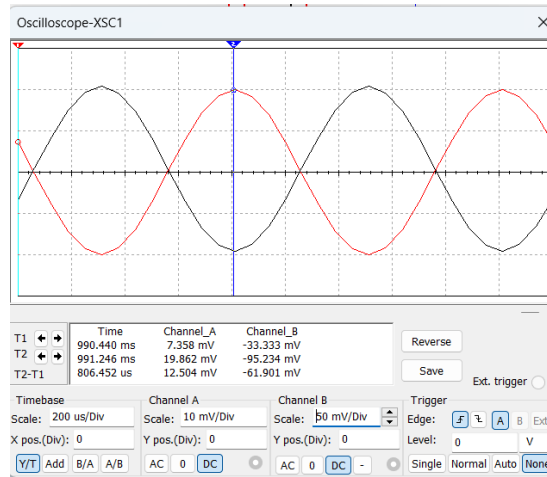 Oscilloscope-XSC1
1
2
Time Channel_A Channel_B
T1 990.440 ms 7.358 mV -33.333 mV
T2 991.246 ms 19.862 mV -95.234 mV
T2-T1 806.452 us 12.504 mV -61.901 mV
Reverse
Save
Ext. trigger
Timebase
Scale: 200 us/Div
X pos.(Div): 0
Y/T Add B/A A/B
Channel A
Scale: 10 mV/Div
Y pos.(Div): 0
AC 0 DC
Channel B
Scale: 50 mV/Div
Y pos.(Div): 0
AC 0 DC -
Trigger
Edge: A B Ext
Level: 0 V
Single Normal Auto None